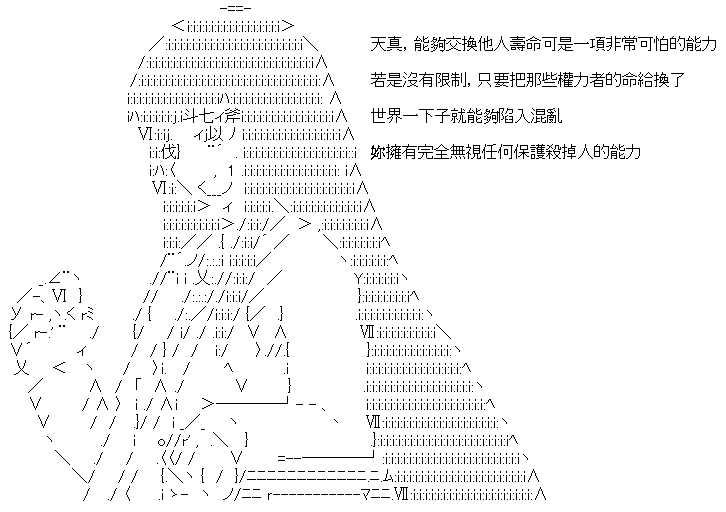 天真，能夠交換他人壽命可是一項非常可怕的能力
若是沒有限制，只要把那些權力者的命給換了
世界一下子就能夠陷入混亂
妳擁有完全無視任何保護殺掉人的能力